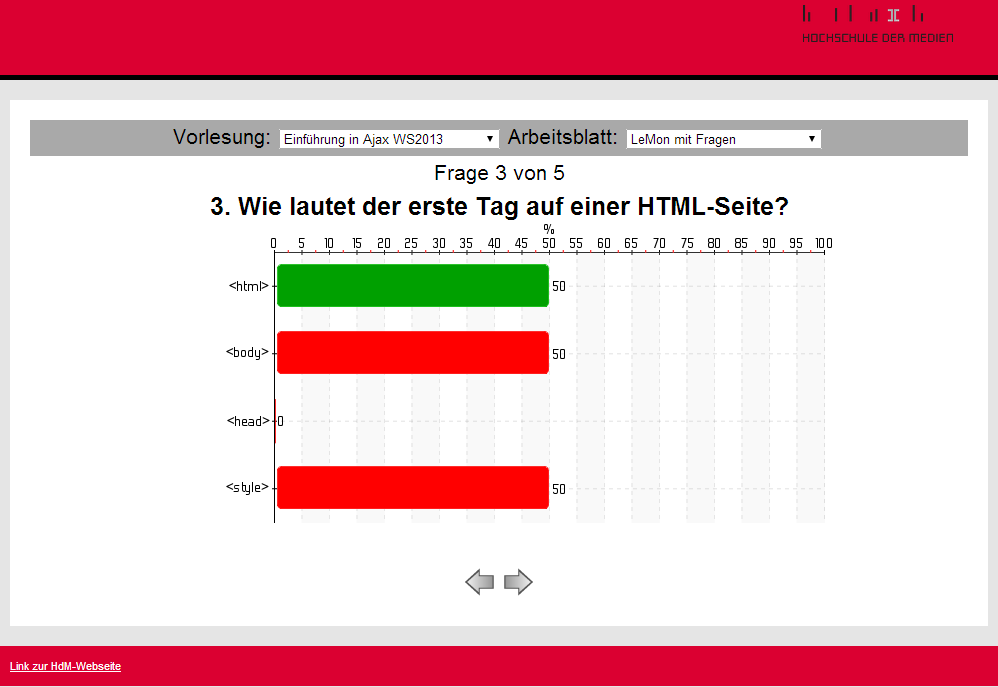 HOCHSCHULE DER MEDIEN
Vorlesung: Einführung in Ajax WS2013 Arbeitsblatt: LeMon mit Fragen
Frage 3 von 5
3. Wie lautet der erste Tag auf einer HTML-Seite?
%
0 5 10 15 20 25 30 35 40 45 50 55 60 65 70 75 80 85 90 95 100
<html> 50
<body> 50
<head> 0
<style> 50
Link zur HdM-Webseite